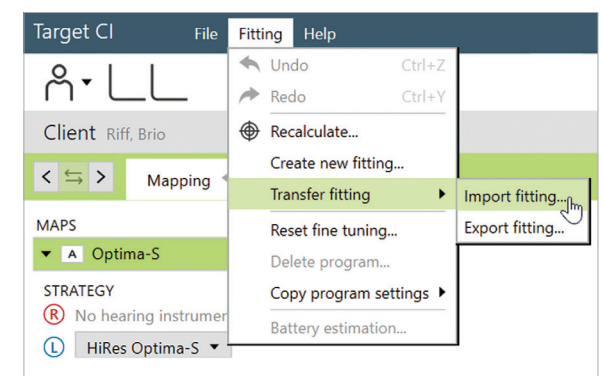 Target CI File Fitting Help
Undo Ctrl+Z
Redo Ctrl+Y
Client Riff, Brio
Recalculate...
Create new fitting...
Mapping
Transfer fitting
Import fitting...
Export fitting...
Reset fine tuning...
Delete program...
Copy program settings
Battery estimation...
MAPS
A Optima-S
STRATEGY
R No hearing instrumen
L HiRes Optima-S